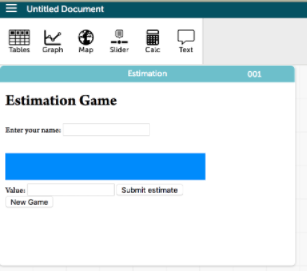 Untitled Document
Tables Graph Map Slider Calc Text
Estimation 001
Estimation Game
Enter your name:
Value: Submit estimate
New Game